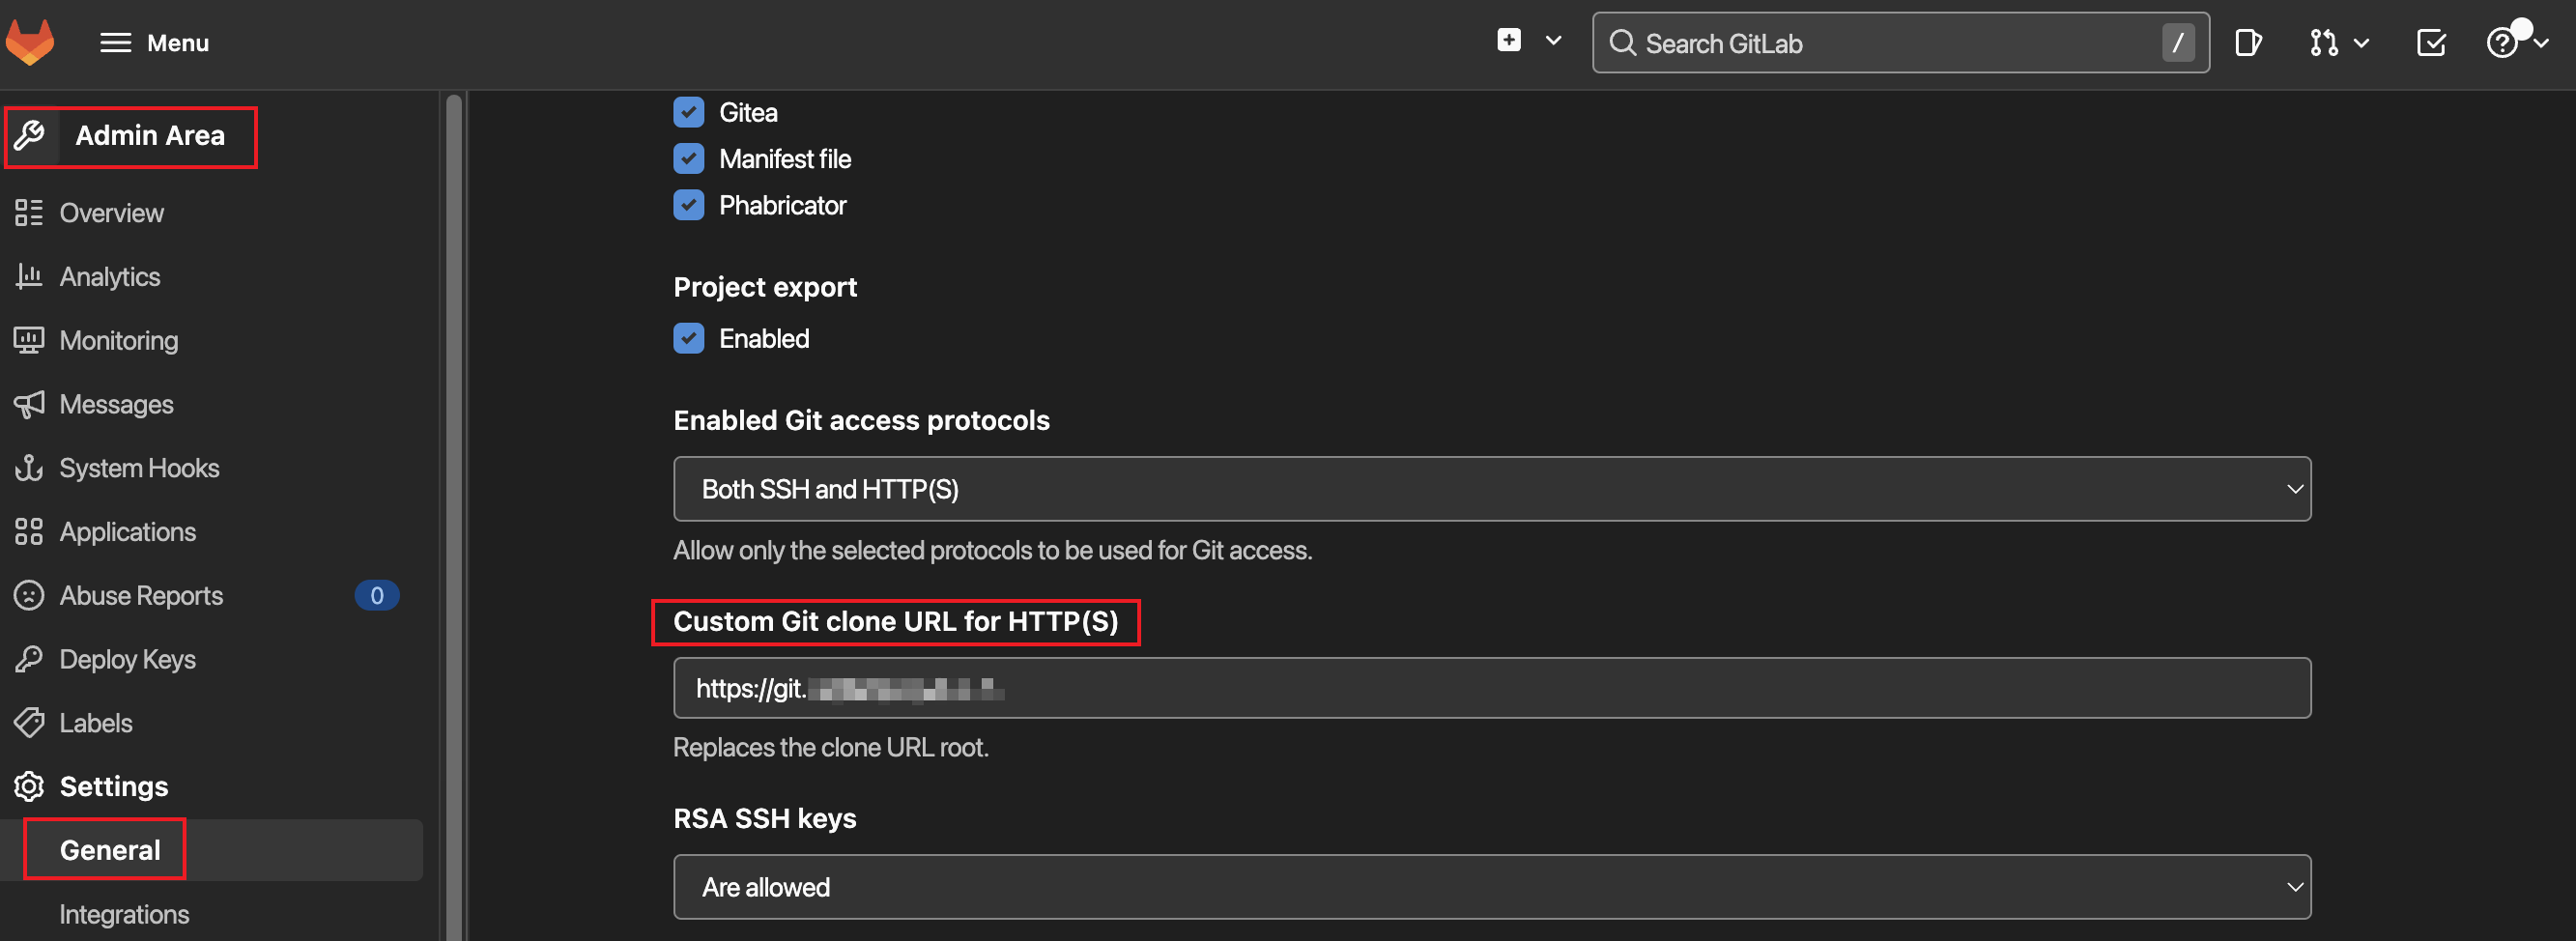 Menu
Search GitLab
/
Admin Area
Overview
Analytics
Monitoring
Messages
System Hooks
Applications
Abuse Reports
0
Deploy Keys
Labels
Settings
General
Integrations
Gitea
Manifest file
Phabricator
Project export
Enabled
Enabled Git access protocols
Both SSH and HTTP(S)
Allow only the selected protocols to be used for Git access.
Custom Git clone URL for HTTP(S)
https://git.
Replaces the clone URL root.
RSA SSH keys
Are allowed